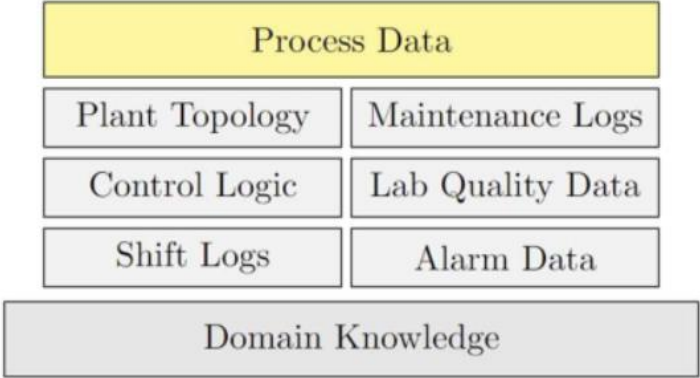 Process Data
Plant Topology
Maintenance Logs
Control Logic
Lab Quality Data
Shift Logs
Alarm Data
Domain Knowledge